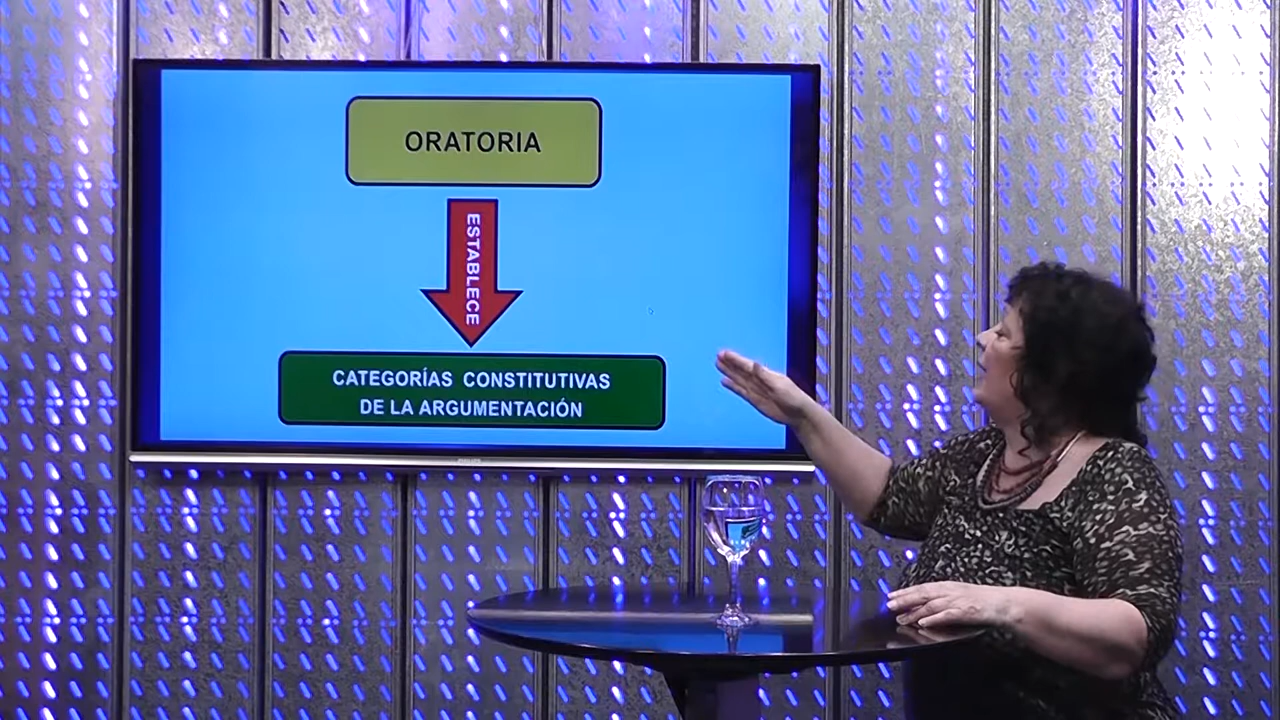 ORATORIA
ESTABLECE
CATEGORÍAS CONSTITUTIVAS
DE LA ARGUMENTACIÓN